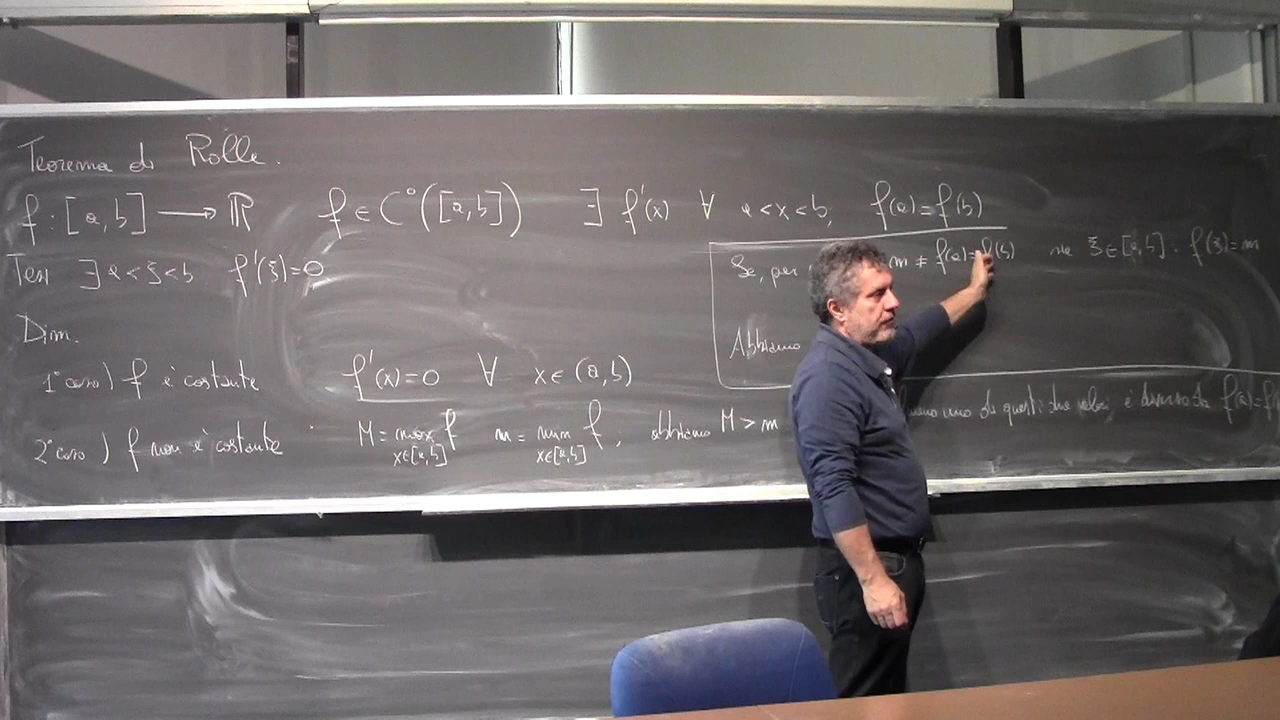 Teorema di Rolle.
f : [a, b] ⟶ ℝ f ∈ C⁰([a, b]) ∃ f'(x) ∀ a < x < b, f(a) = f(b)
Tesi ∃ a < ξ < b f'(ξ) = 0
Se, per m ≠ f(a) = f(b) ξ ∈ [a, b] . f(ξ) = m
Dim.
Abbiamo
1° caso) f è costante f'(x) = 0 ∀ x ∈ (a, b)
2° caso) f non è costante M = max f m = min f, abbiamo M > m uno di questi due valori è diverso da f(a) = f
x∈[a,b] x∈[a,b]